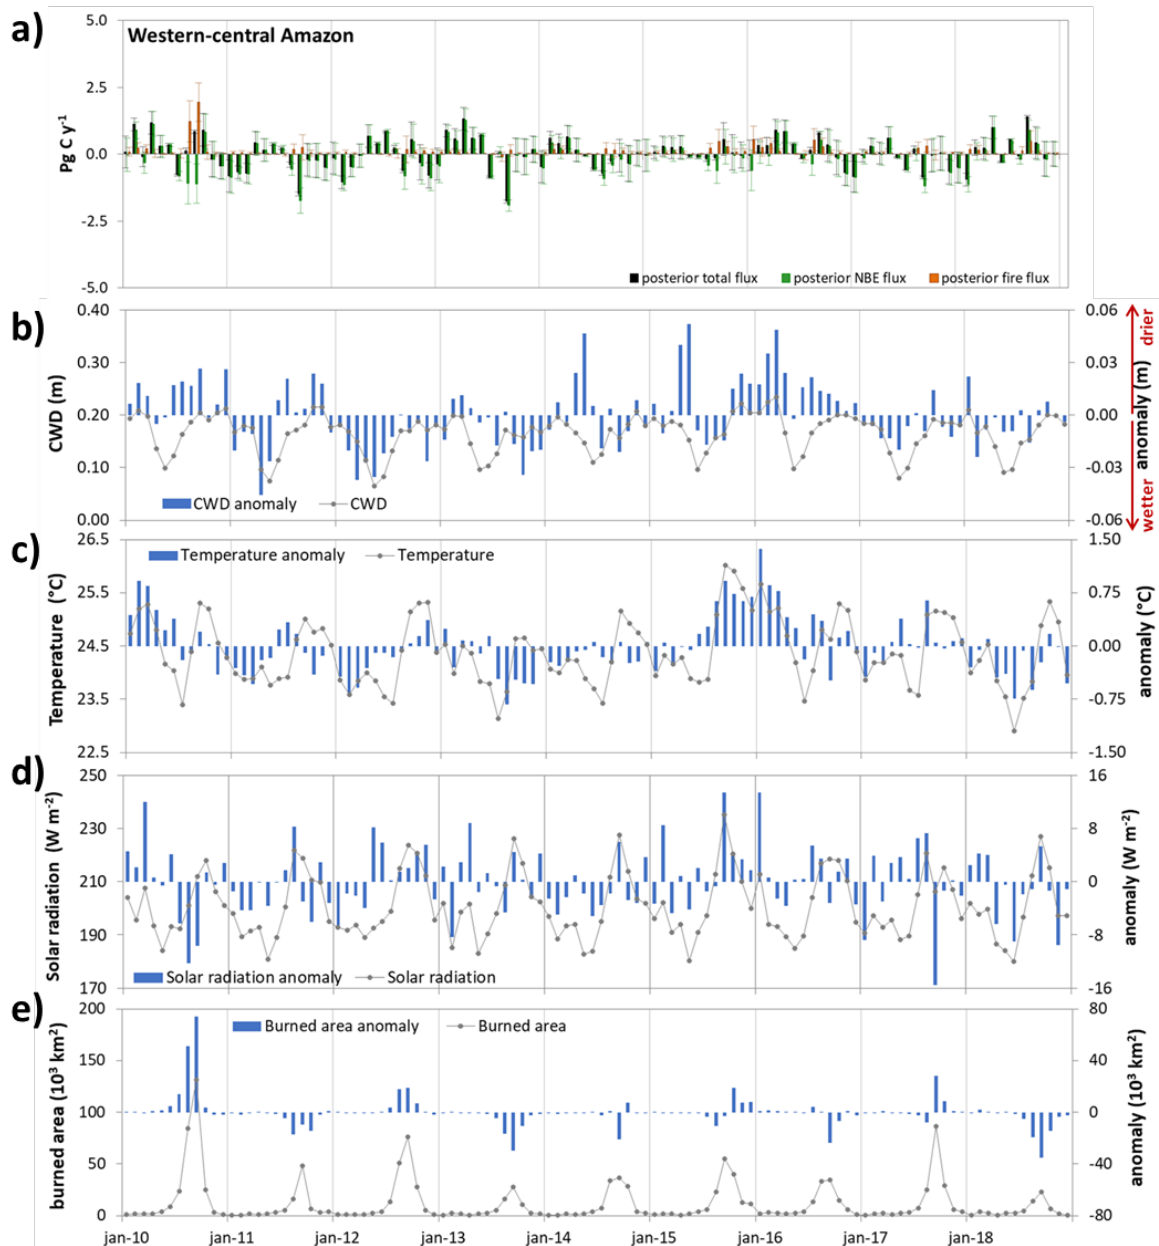 a)
Western-central Amazon
5.0
2.5
0.0
-2.5
-5.0
Pg C y-1
posterior total flux posterior NBE flux posterior fire flux
b)
0.40
0.30
0.20
0.10
0.00
CWD (m)
0.06
0.03
0.00
-0.03
-0.06
anomaly (m)
drier
wetter
CWD anomaly CWD
c)
26.5
25.5
24.5
23.5
22.5
Temperature (°C)
1.50
0.75
0.00
-0.75
-1.50
anomaly (°C)
Temperature anomaly Temperature
d)
250
230
210
190
170
Solar radiation (W m-2)
16
8
0
-8
-16
anomaly (W m-2)
Solar radiation anomaly Solar radiation
e)
200
150
100
50
0
burned area (10³ km²)
80
40
0
-40
-80
anomaly (10³ km²)
Burned area anomaly Burned area
jan-10 jan-11 jan-12 jan-13 jan-14 jan-15 jan-16 jan-17 jan-18